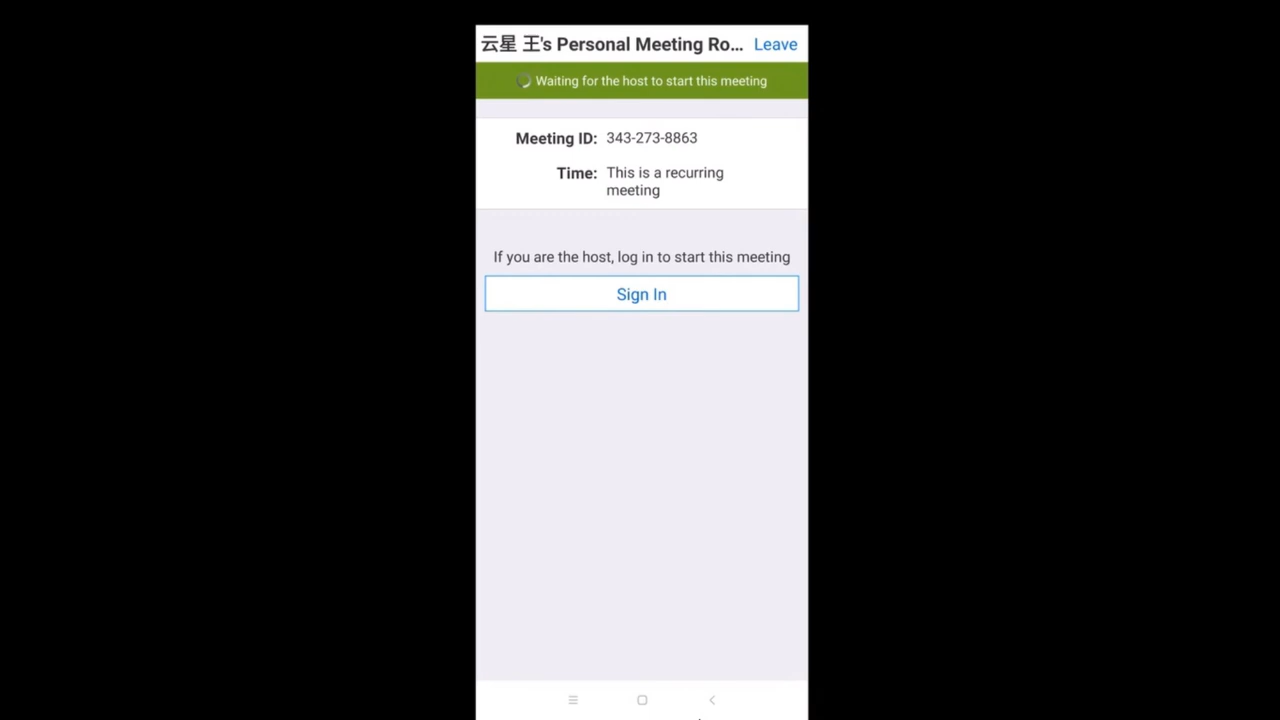 云星 王's Personal Meeting Ro... Leave
Waiting for the host to start this meeting
Meeting ID: 343-273-8863
Time: This is a recurring
meeting
If you are the host, log in to start this meeting
Sign In